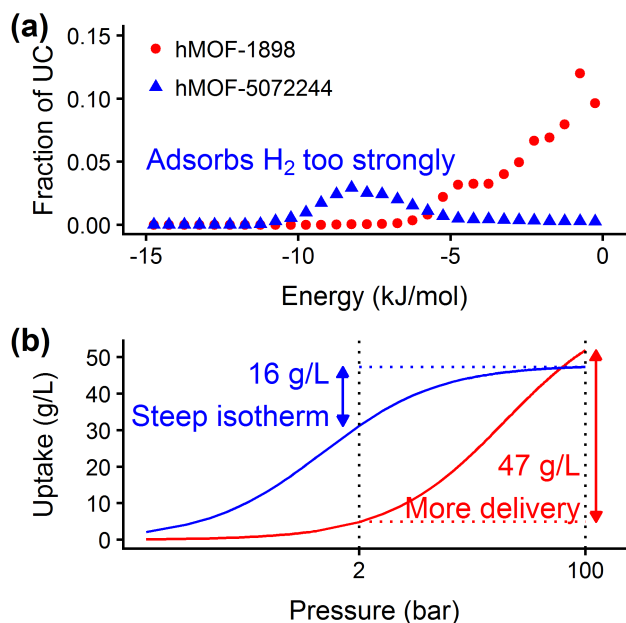 (a)
Fraction of UC
0.15
0.10
0.05
0.00
hMOF-1898
hMOF-5072244
Adsorbs H₂ too strongly
-15
-10
-5
0
Energy (kJ/mol)
(b)
Uptake (g/L)
50
40
30
20
10
0
16 g/L
Steep isotherm
47 g/L
More delivery
2
100
Pressure (bar)